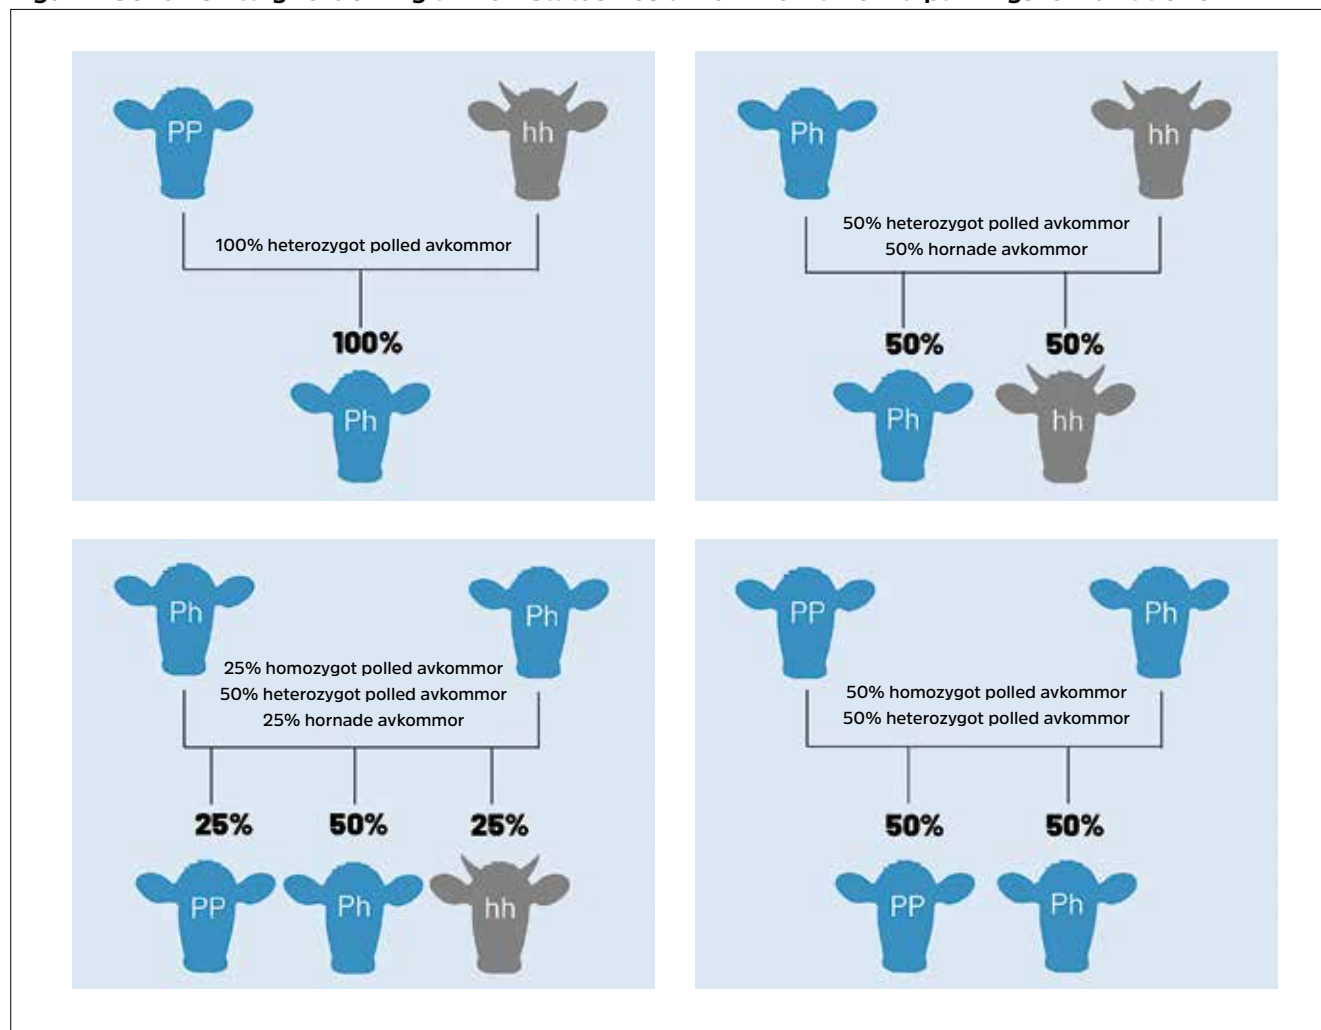 PP
hh
100% heterozygot polled avkommor
100%
Ph
Ph
hh
50% heterozygot polled avkommor
50% hornade avkommor
50%
50%
Ph
hh
Ph
Ph
25% homozygot polled avkommor
50% heterozygot polled avkommor
25% hornade avkommor
25%
50%
25%
PP
Ph
hh
PP
Ph
50% homozygot polled avkommor
50% heterozygot polled avkommor
50%
50%
PP
Ph